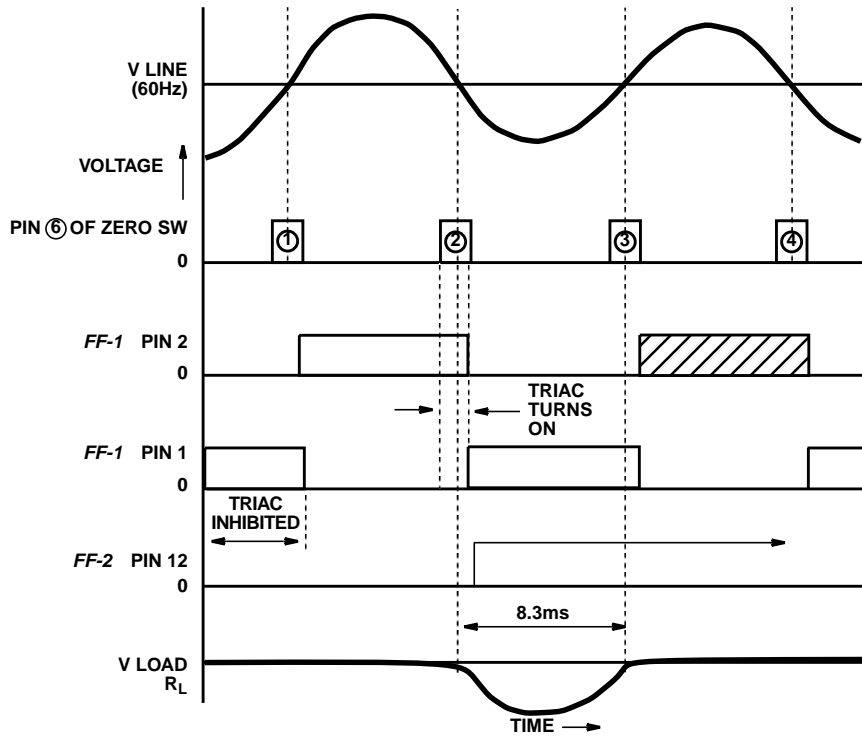 V LINE
(60Hz)
VOLTAGE
PIN ⑥ OF ZERO SW
① ② ③ ④
0
FF-1 PIN 2
0
TRIAC
TURNS
ON
FF-1 PIN 1
0
TRIAC
INHIBITED
FF-2 PIN 12
0
8.3ms
V LOAD
RL
TIME